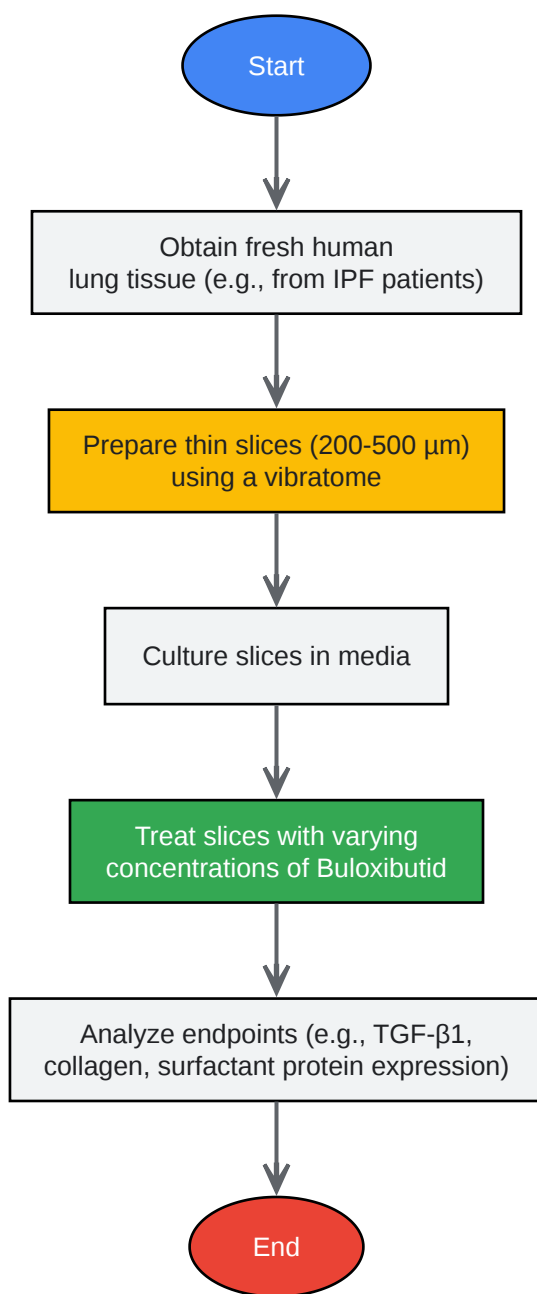 Start
Obtain fresh human
lung tissue (e.g., from IPF patients)
Prepare thin slices (200-500 µm)
using a vibratome
Culture slices in media
Treat slices with varying
concentrations of Buloxibutid
Analyze endpoints (e.g., TGF-β1,
collagen, surfactant protein expression)
End